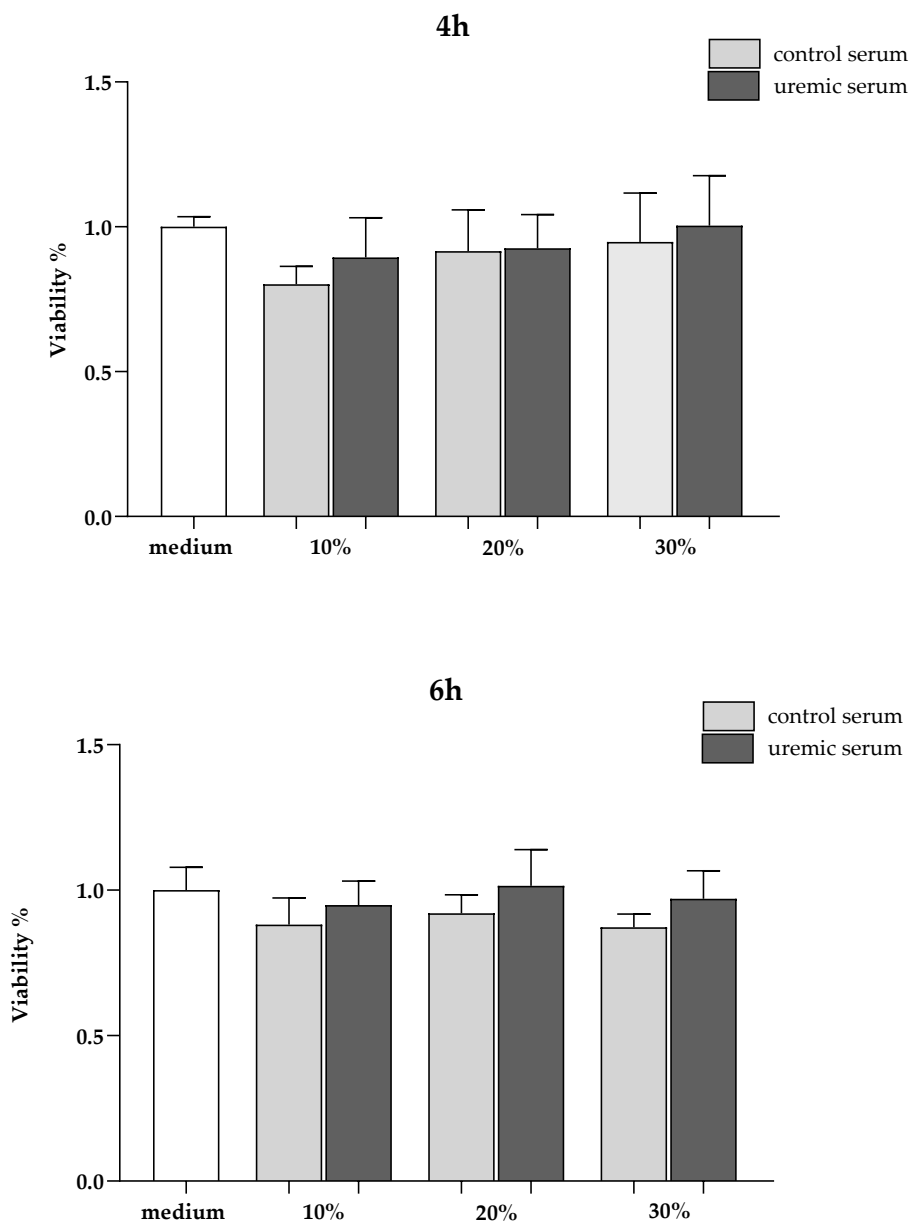 4h
control serum
uremic serum
1.5
1.0
0.5
0.0
Viability %
medium 10% 20% 30%
6h
control serum
uremic serum
1.5
1.0
0.5
0.0
Viability %
medium 10% 20% 30%